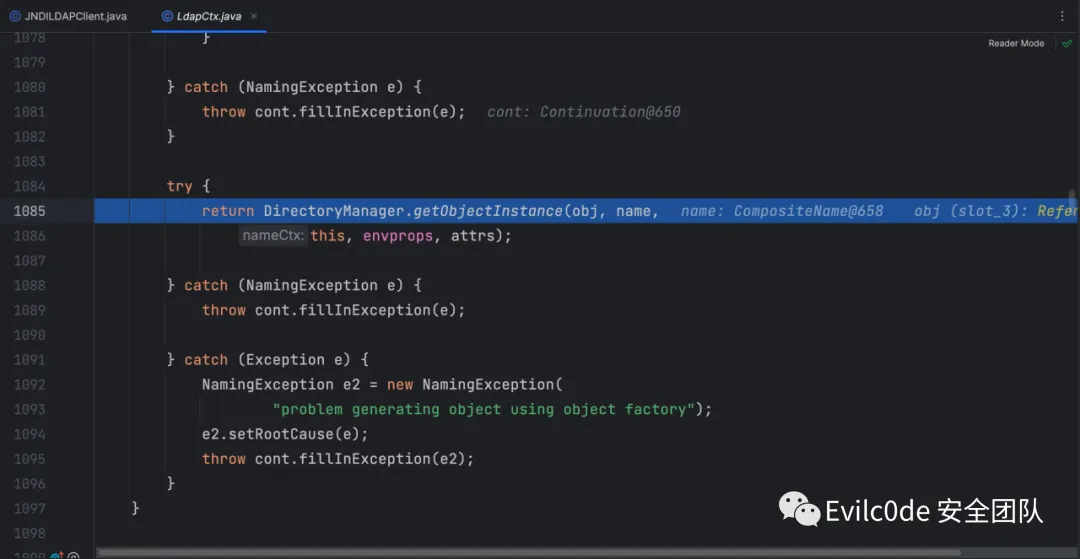 JNDILDAPClient.java
LdapCtx.java
Reader Mode
1078 }
1079
1080 } catch (NamingException e) {
1081 throw cont.fillInException(e); cont: Continuation@650
1082 }
1083
1084 try {
1085 return DirectoryManager.getObjectInstance(obj, name, name: CompositeName@658 obj (slot_3): Refer
1086 nameCtx: this, envprops, attrs);
1087
1088 } catch (NamingException e) {
1089 throw cont.fillInException(e);
1090
1091 } catch (Exception e) {
1092 NamingException e2 = new NamingException(
1093 "problem generating object using object factory");
1094 e2.setRootCause(e);
1095 throw cont.fillInException(e2);
1096 }
1097 }
1098
Evilc0de 安全团队